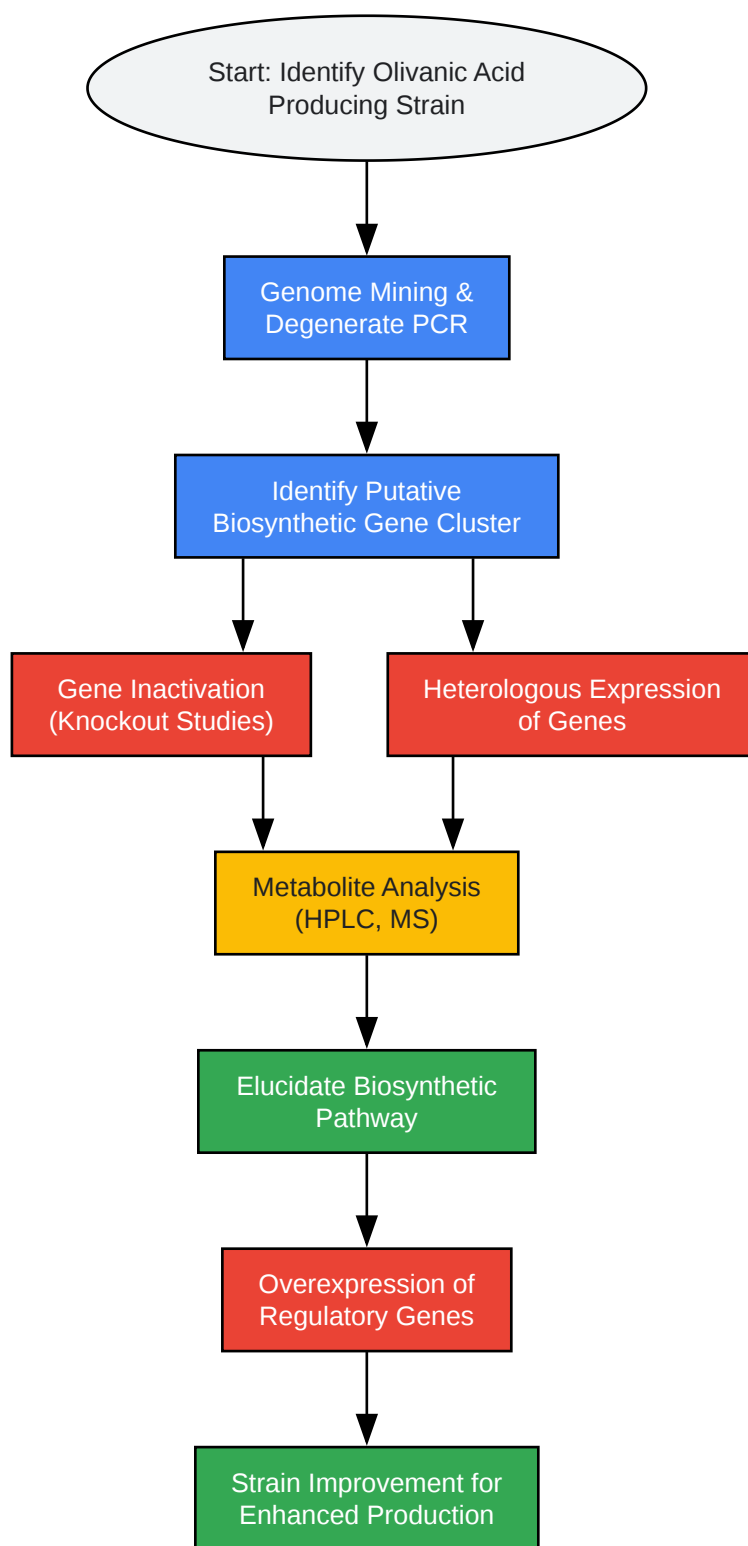 Start: Identify Olivanic Acid
Producing Strain
Genome Mining &
Degenerate PCR
Identify Putative
Biosynthetic Gene Cluster
Gene Inactivation
(Knockout Studies)
Heterologous Expression
of Genes
Metabolite Analysis
(HPLC, MS)
Elucidate Biosynthetic
Pathway
Overexpression of
Regulatory Genes
Strain Improvement for
Enhanced Production